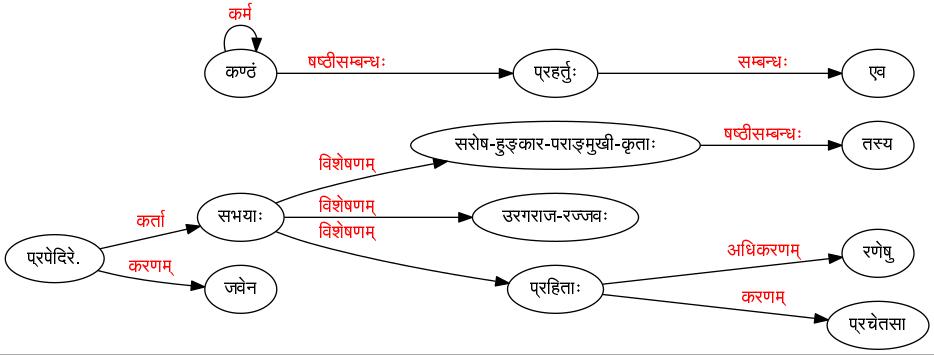 कर्म
कण्ठं
षष्ठीसम्बन्धः
प्रहर्तुः
सम्बन्धः
एव
सरोष-हुङ्कार-पराङ्मुखी-कृताः
षष्ठीसम्बन्धः
तस्य
विशेषणम्
सभयाः
विशेषणम्
उरगराज-रज्जवः
विशेषणम्
कर्ता
प्रपेदिरे.
करणम्
जवेन
प्रहिताः
अधिकरणम्
रणेषु
करणम्
प्रचेतसा